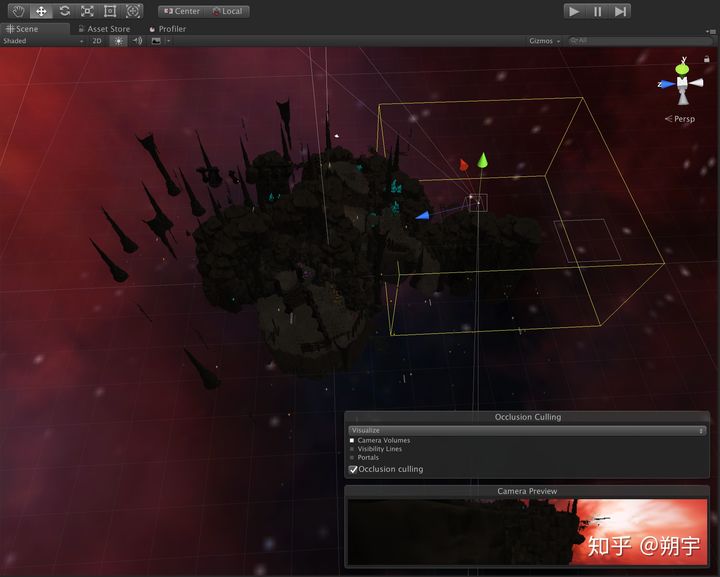 Center Local
Scene Asset Store Profiler
Shaded 2D Gizmos All
y
z
Persp
Occlusion Culling
Visualize
Camera Volumes
Visibility Lines
Portals
Occlusion culling
Camera Preview
知乎 @朔宇